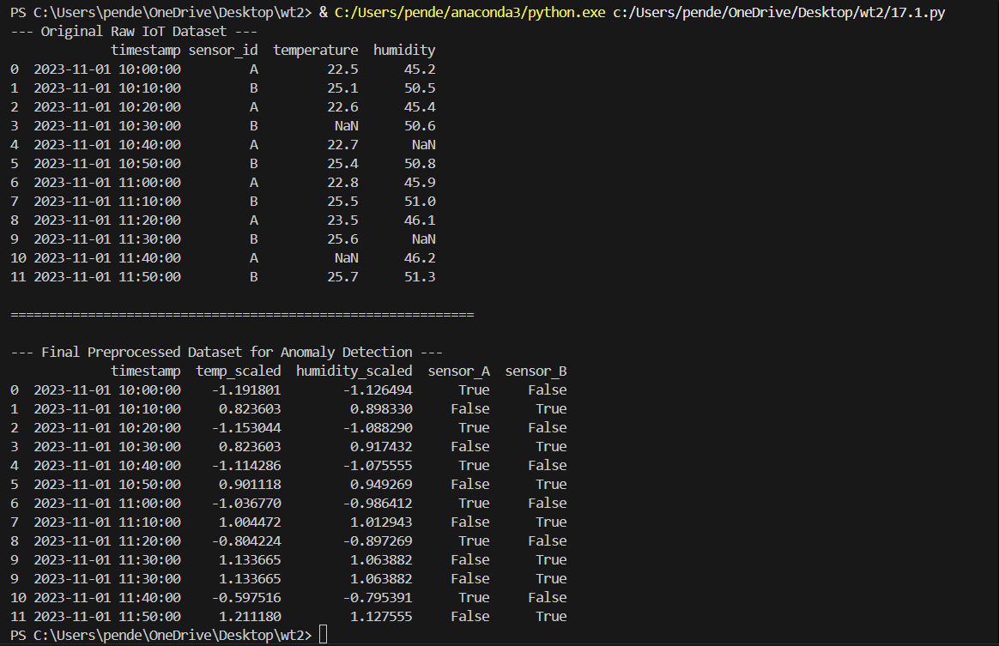 PS C:\Users\pende\OneDrive\Desktop\wt2> & C:/Users/pende/anaconda3/python.exe c:/Users/pende/OneDrive/Desktop/wt2/17.1.py
--- Original Raw IoT Dataset ---
             timestamp sensor_id  temperature  humidity
0  2023-11-01 10:00:00         A         22.5      45.2
1  2023-11-01 10:10:00         B         25.1      50.5
2  2023-11-01 10:20:00         A         22.6      45.4
3  2023-11-01 10:30:00         B          NaN      50.6
4  2023-11-01 10:40:00         A         22.7       NaN
5  2023-11-01 10:50:00         B         25.4      50.8
6  2023-11-01 11:00:00         A         22.8      45.9
7  2023-11-01 11:10:00         B         25.5      51.0
8  2023-11-01 11:20:00         A         23.5      46.1
9  2023-11-01 11:30:00         B         25.6       NaN
10 2023-11-01 11:40:00         A          NaN      46.2
11 2023-11-01 11:50:00         B         25.7      51.3
============================================================
--- Final Preprocessed Dataset for Anomaly Detection ---
             timestamp  temp_scaled  humidity_scaled  sensor_A  sensor_B
0  2023-11-01 10:00:00    -1.191801        -1.126494      True     False
1  2023-11-01 10:10:00     0.823603         0.898330     False      True
2  2023-11-01 10:20:00    -1.153044        -1.088290      True     False
3  2023-11-01 10:30:00     0.823603         0.917432     False      True
4  2023-11-01 10:40:00    -1.114286        -1.075555      True     False
5  2023-11-01 10:50:00     0.901118         0.949269     False      True
6  2023-11-01 11:00:00    -1.036770        -0.986412      True     False
7  2023-11-01 11:10:00     1.004472         1.012943     False      True
8  2023-11-01 11:20:00    -0.804224        -0.897269      True     False
9  2023-11-01 11:30:00     1.133665         1.063882     False      True
9  2023-11-01 11:30:00     1.133665         1.063882     False      True
10 2023-11-01 11:40:00    -0.597516        -0.795391      True     False
11 2023-11-01 11:50:00     1.211180         1.127555     False      True
PS C:\Users\pende\OneDrive\Desktop\wt2>